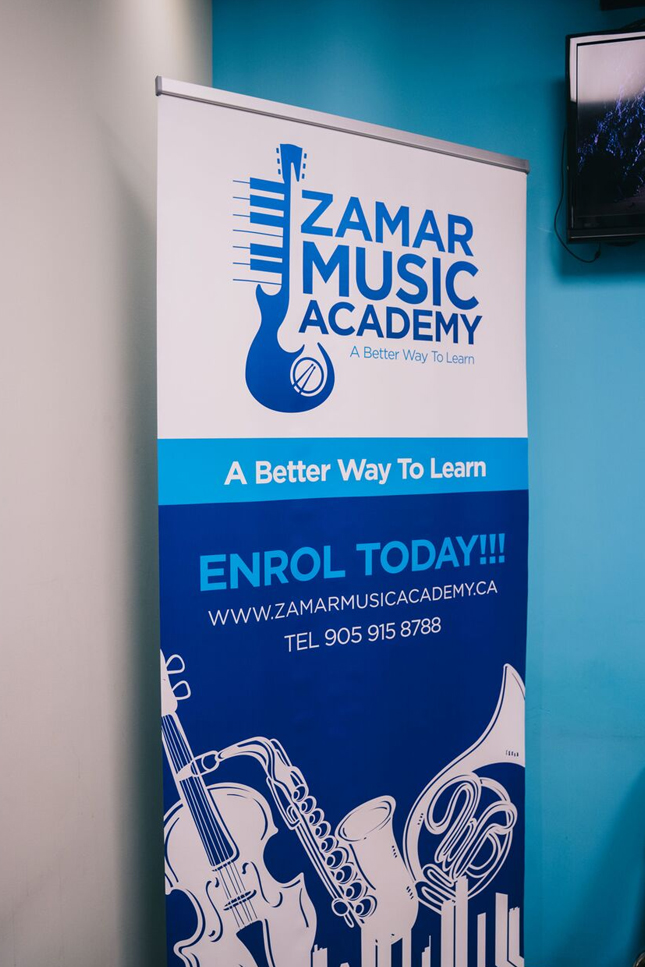 ZAMAR
MUSIC
ACADEMY
A Better Way To Learn
A Better Way To Learn
ENROL TODAY!!!
WWW.ZAMARMUSICACADEMY.CA
TEL 905 915 8788